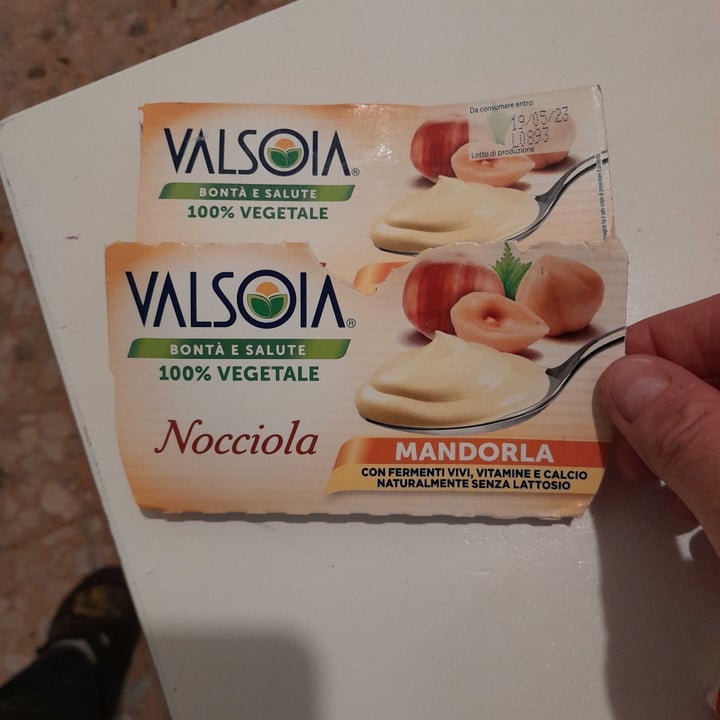 VALSOIA®
BONTÀ E SALUTE
100% VEGETALE
Da consumare entro:
19/05/23
L0893
Lotto di produzione
VALSOIA®
BONTÀ E SALUTE
100% VEGETALE
Nocciola
MANDORLA
CON FERMENTI VIVI, VITAMINE E CALCIO
NATURALMENTE SENZA LATTOSIO